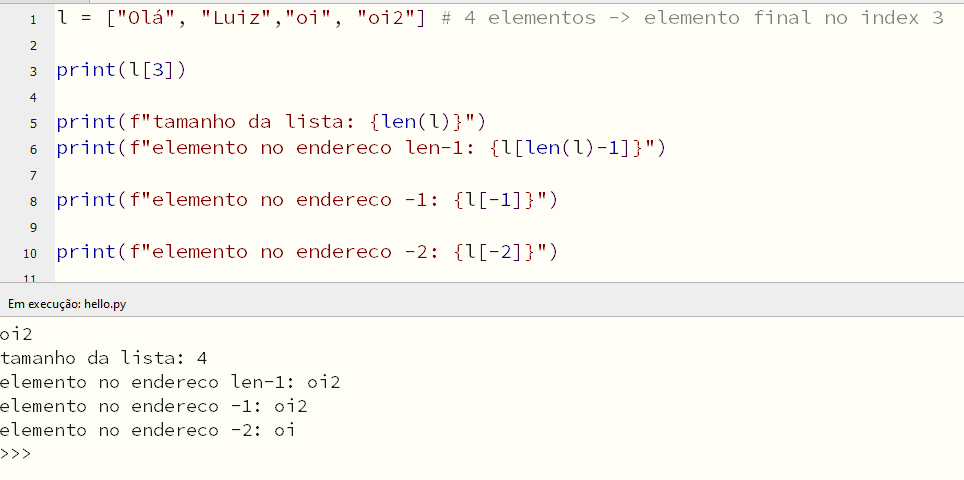 1 l = ["Olá", "Luiz","oi", "oi2"] # 4 elementos -> elemento final no index 3
2
3 print(l[3])
4
5 print(f"tamanho da lista: {len(l)}")
6 print(f"elemento no endereco len-1: {l[len(l)-1]}")
7
8 print(f"elemento no endereco -1: {l[-1]}")
9
10 print(f"elemento no endereco -2: {l[-2]}")
11
Em execução: hello.py
oi2
tamanho da lista: 4
elemento no endereco len-1: oi2
elemento no endereco -1: oi2
elemento no endereco -2: oi
>>>